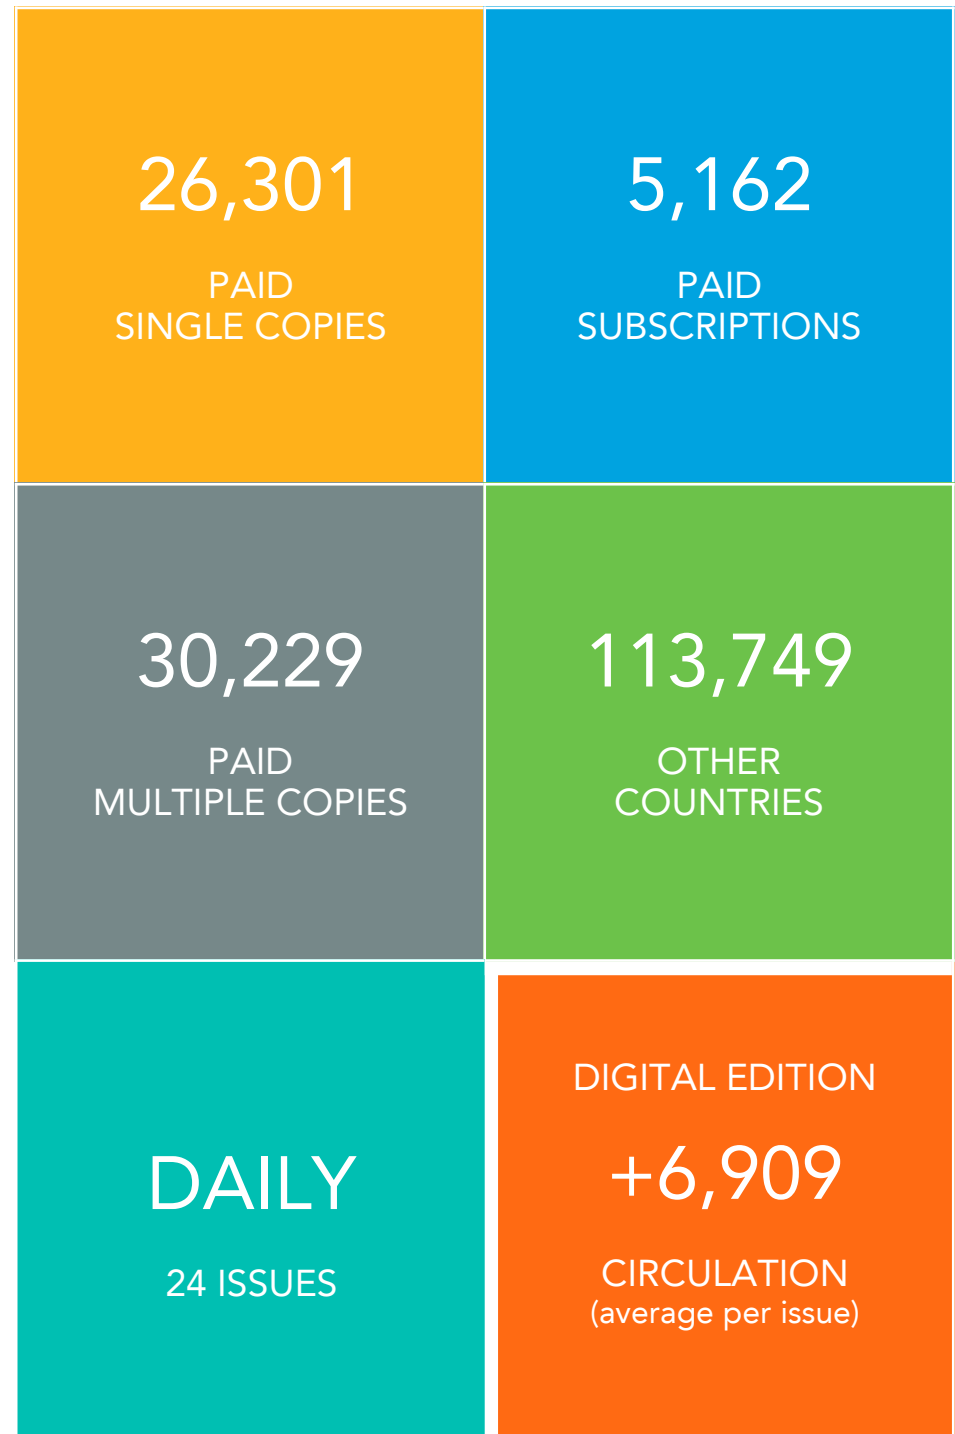 26,301
PAID
SINGLE COPIES
5,162
PAID
SUBSCRIPTIONS
30,229
PAID
MULTIPLE COPIES
113,749
OTHER
COUNTRIES
DAILY
24 ISSUES
DIGITAL EDITION
+6,909
CIRCULATION
(average per issue)